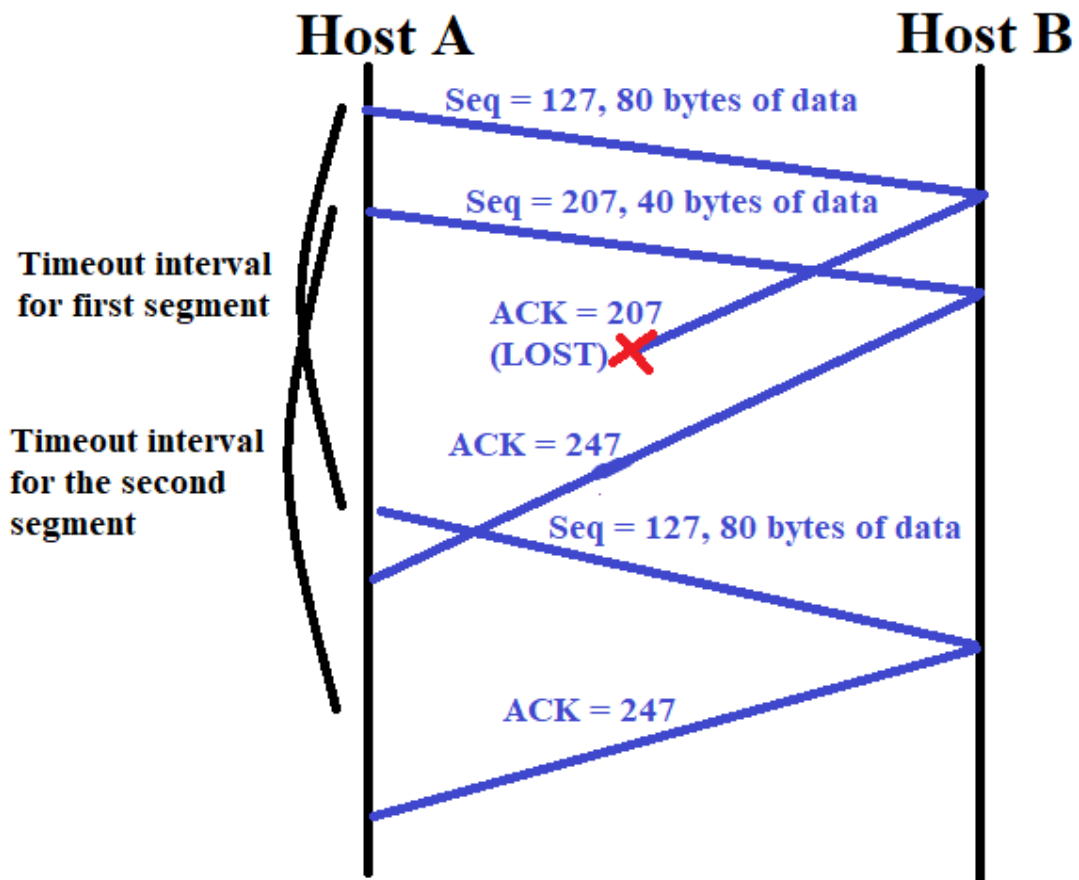 Host A
Host B
Seq = 127, 80 bytes of data
Seq = 207, 40 bytes of data
Timeout interval
for first segment
ACK = 207
(LOST)
Timeout interval
for the second
segment
ACK = 247
Seq = 127, 80 bytes of data
ACK = 247